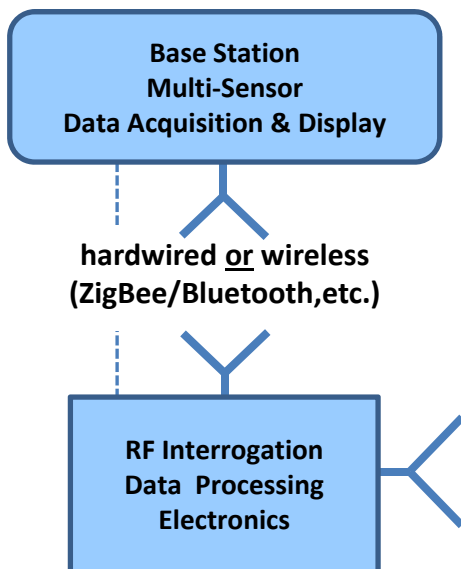 Base Station
Multi-Sensor
Data Acquisition & Display
hardwired or wireless
(ZigBee/Bluetooth,etc.)
RF Interrogation
Data Processing
Electronics